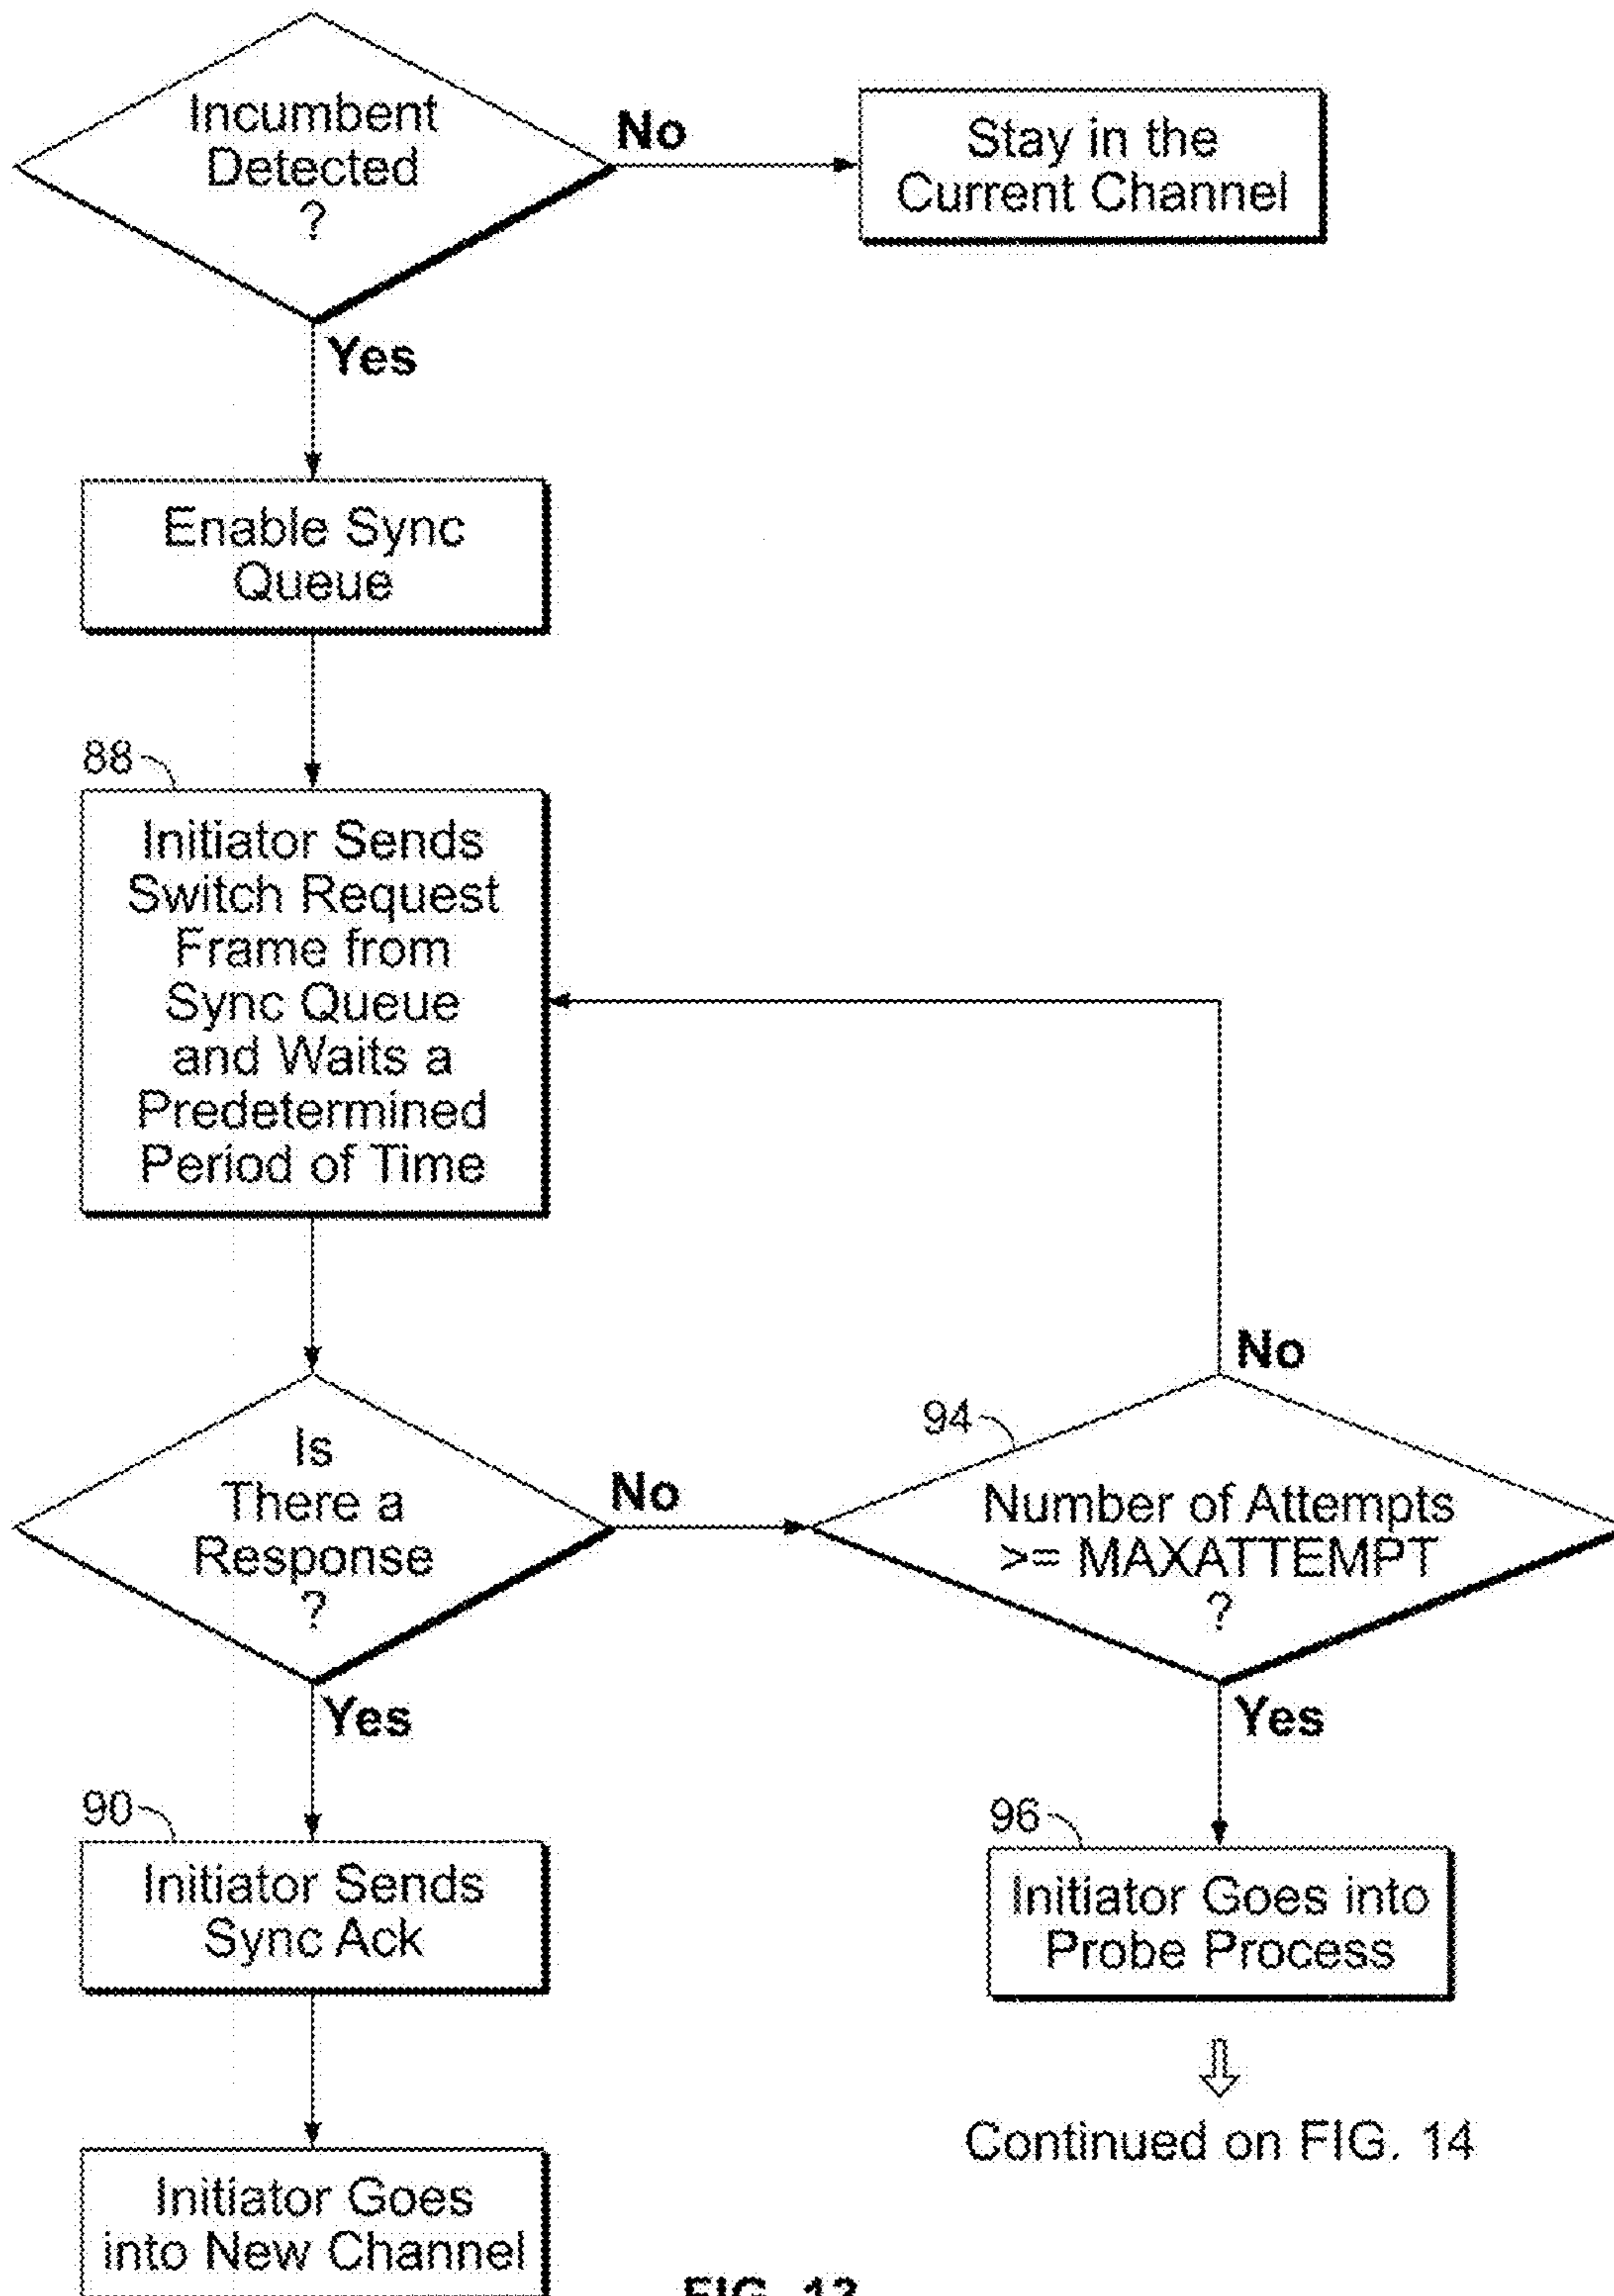 Incumbent
Detected
?
No
Stay in the
Current Channel
Yes
Enable Sync
Queue
88
Initiator Sends
Switch Request
Frame from
Sync Queue
and Waits a
Predetermined
Period of Time
Is
There a
Response
?
No
94
Number of Attempts
>= MAXATTEMPT
?
No
Yes
Yes
90
Initiator Sends
Sync Ack
96
Initiator Goes into
Probe Process
Continued on FIG. 14
Initiator Goes
into New Channel
FIG. 13